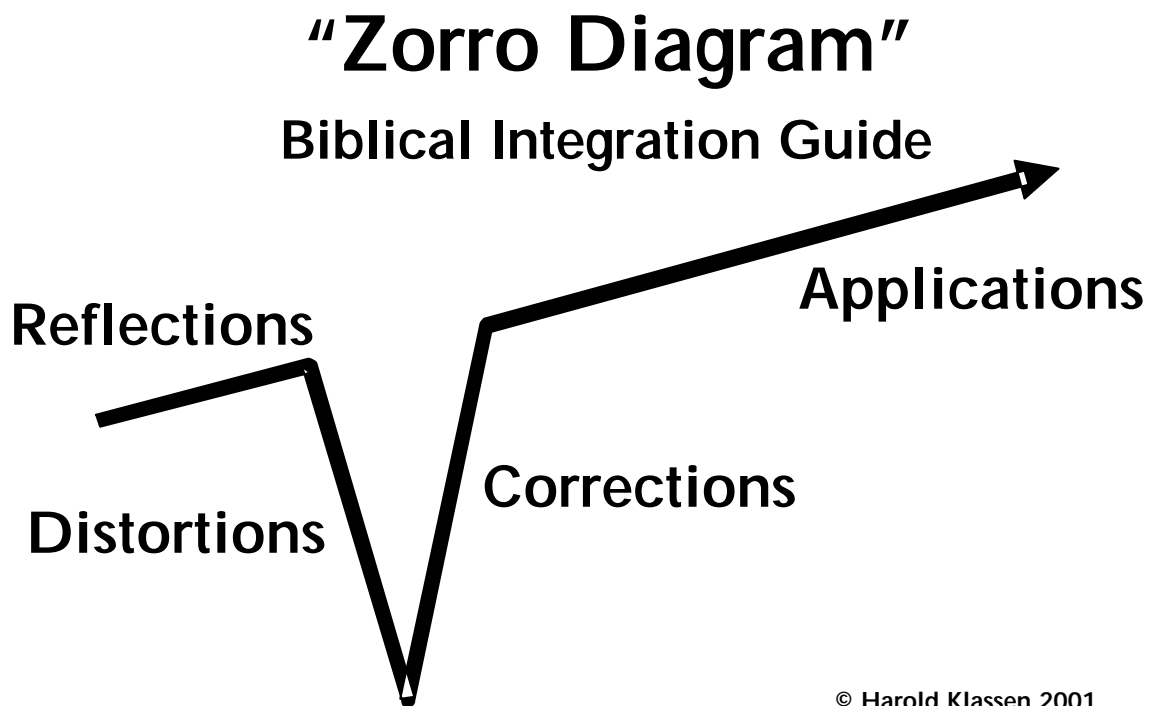 "Zorro Diagram"
Biblical Integration Guide
Applications
Reflections
Corrections
Distortions
© Harold Klassen 2001